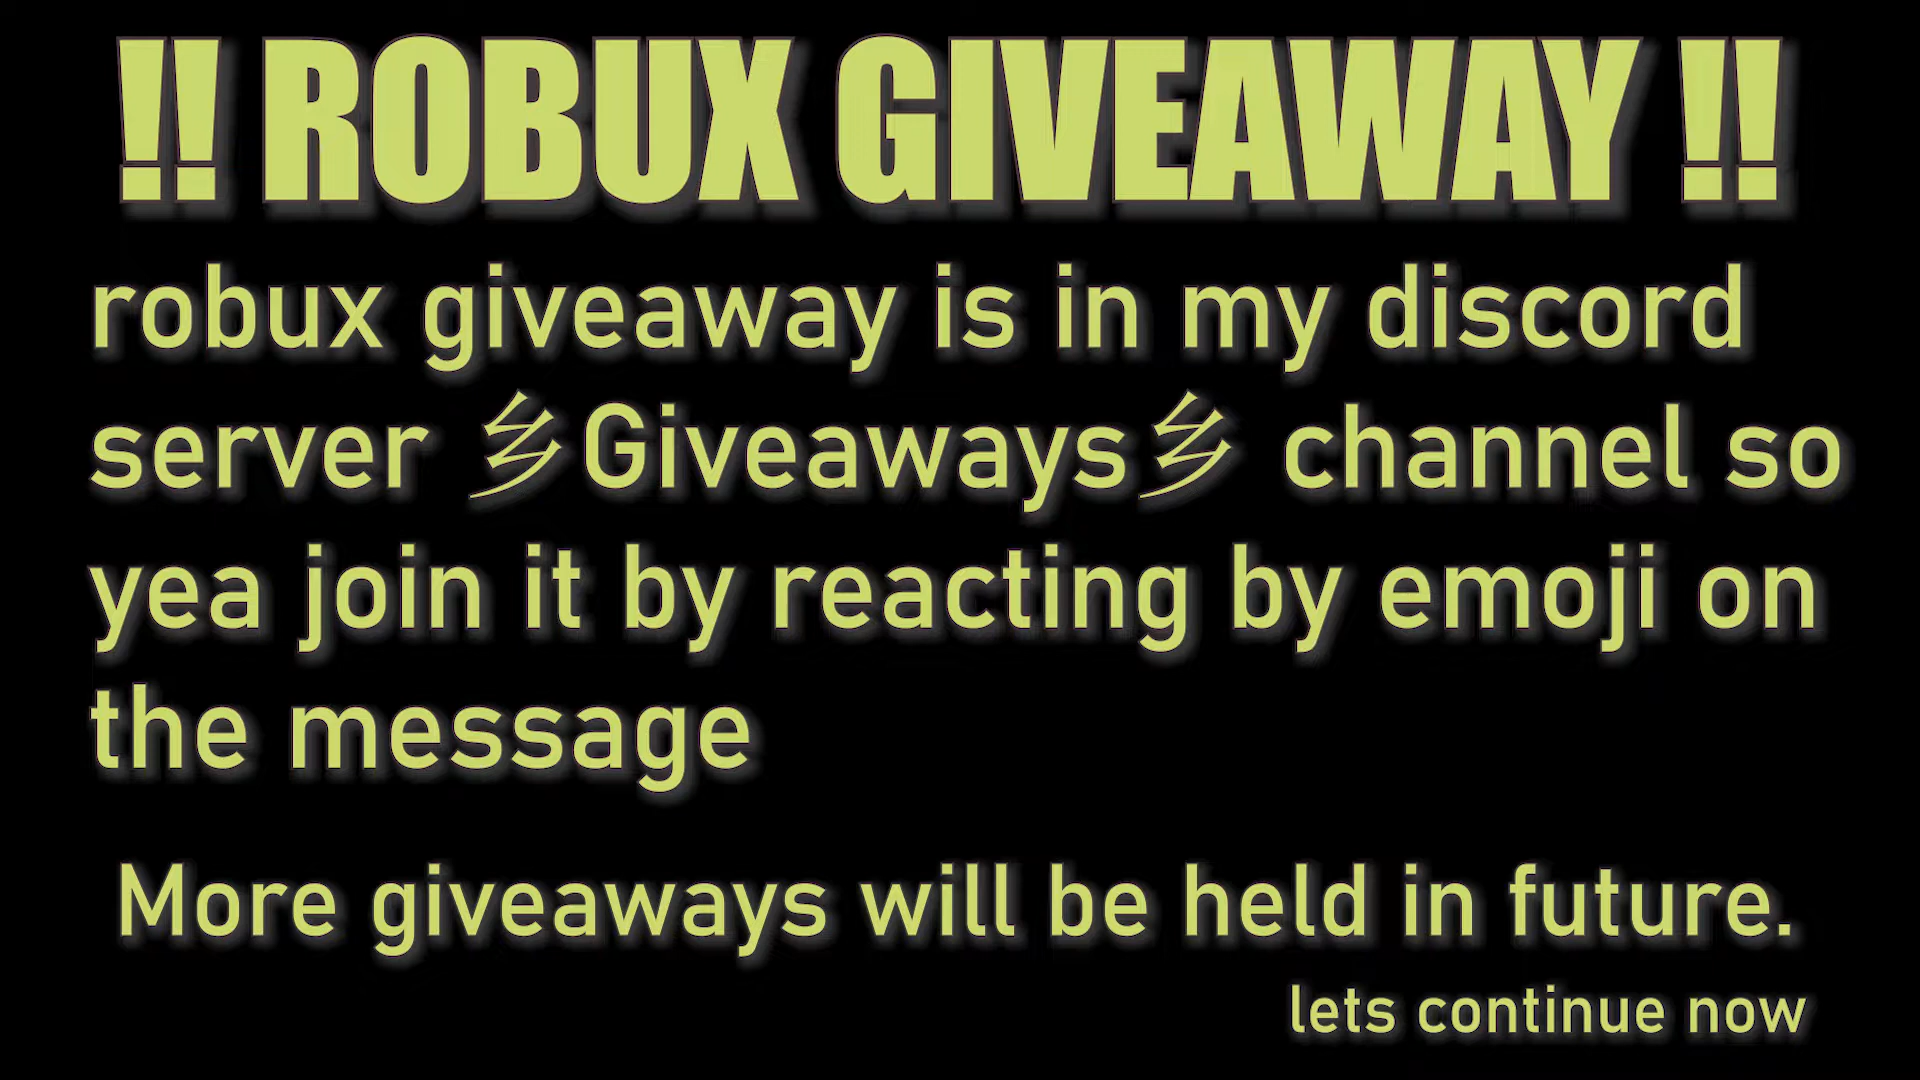 !! ROBUX GIVEAWAY !!
robux giveaway is in my discord
server 乡Giveaways乡 channel so
yea join it by reacting by emoji on
the message
More giveaways will be held in future.
lets continue now